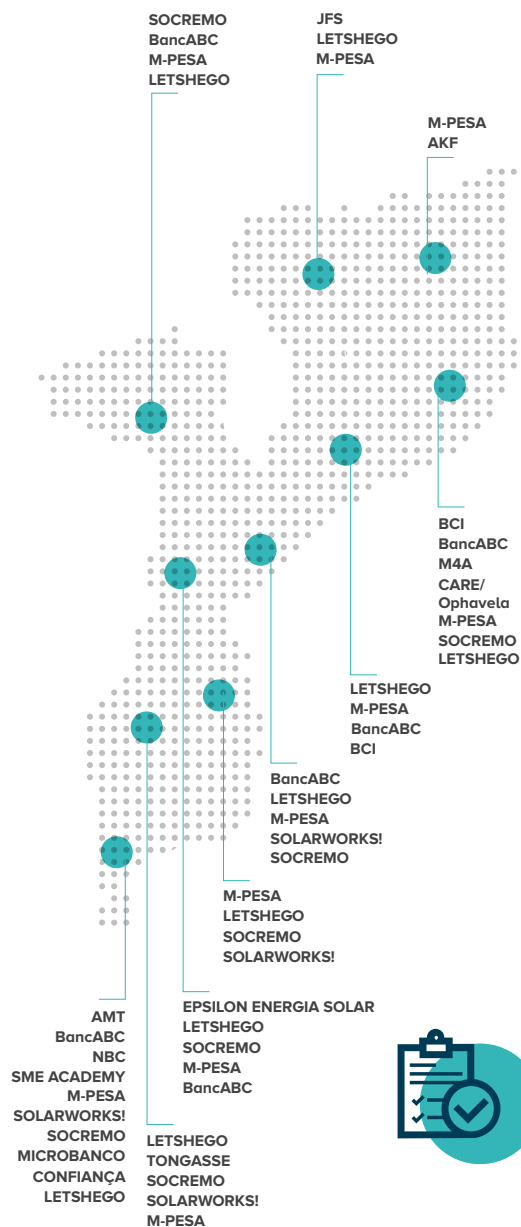 SOCREMO
BancABC
M-PESA
LETSHEGO
JFS
LETSHEGO
M-PESA
M-PESA
AKF
BCI
BancABC
M4A
CARE/
Ophavela
M-PESA
SOCREMO
LETSHEGO
LETSHEGO
M-PESA
BancABC
BCI
BancABC
LETSHEGO
M-PESA
SOLARWORKS!
SOCREMO
M-PESA
LETSHEGO
SOCREMO
SOLARWORKS!
EPSILON ENERGIA SOLAR
LETSHEGO
SOCREMO
M-PESA
BancABC
AMT
BancABC
NBC
SME ACADEMY
M-PESA
SOLARWORKS!
SOCREMO
MICROBANCO
CONFIANÇA
LETSHEGO
LETSHEGO
TONGASSE
SOCREMO
SOLARWORKS!
M-PESA